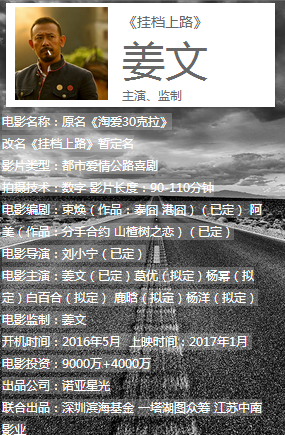 《挂档上路》
姜文
主演、监制
电影名称：原名《淘爱30克拉》
改名《挂档上路》暂定名
影片类型：都市爱情公路喜剧
拍摄技术：数字 影片长度：90-110分钟
电影编剧：束焕（作品：泰囧 港囧）（已定） 阿
美（作品：分手合约 山楂树之恋）（已定）
电影导演：刘小宁（已定）
电影主演：姜文（已定）葛优（拟定）杨幂（拟
定）白百合（拟定） 鹿晗（拟定）杨洋（拟定）
电影监制：姜文
开机时间：2016年5月 上映时间：2017年1月
电影投资：9000万+4000万
出品公司：诺亚星光
联合出品：深圳滨海基金 一塔湖图众筹 江苏中南
影业